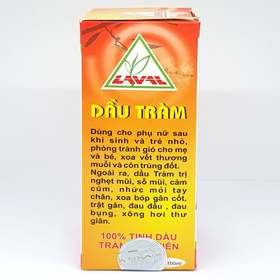 LAVAL
DẦU TRÀM
Dùng cho phụ nữ sau
khi sinh và trẻ nhỏ,
phòng tránh gió cho mẹ
và bé, xoa vết thương
muỗi và côn trùng đốt.
Ngoài ra, dầu Tràm trị
nghẹt mũi, sổ mũi, cảm
cúm, nhức mỏi tay
chân, xoa bóp gân cốt,
trật gân, đau đầu , đau
bụng, xông hơi thư
giãn.
100% TINH DẦU
TRÀM
100ml